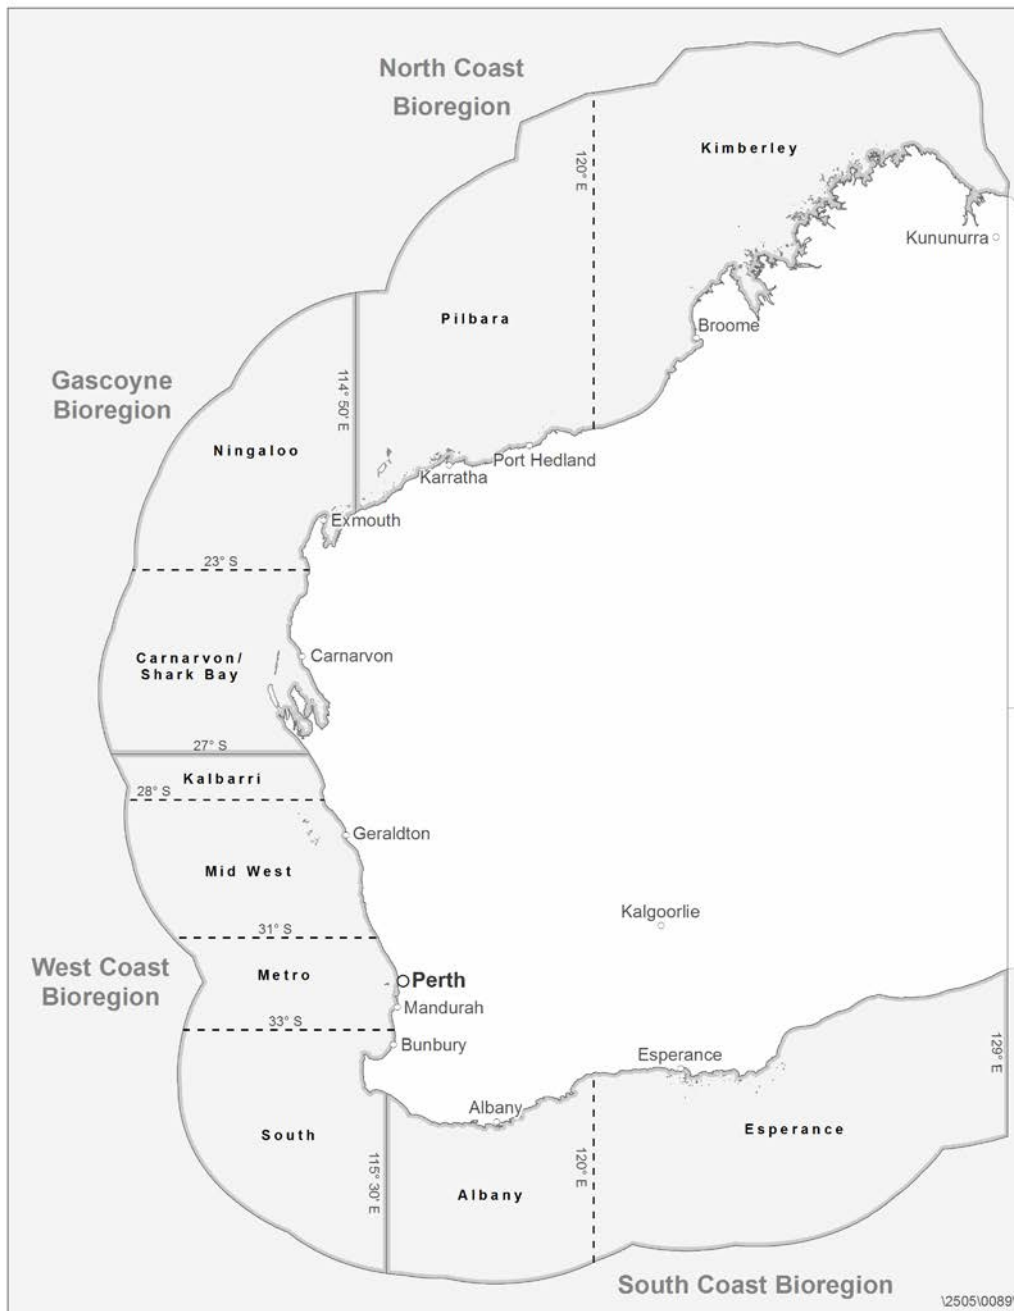 North Coast
Bioregion
120° E
Kimberley
Kununurra
Pilbara
Broome
Gascoyne
Bioregion
114° 50' E
Ningaloo
Port Hedland
Karratha
Exmouth
23° S
Carnarvon/
Shark Bay
Carnarvon
27° S
Kalbarri
28° S
Geraldton
Mid West
Kalgoorlie
31° S
West Coast
Bioregion
Metro
Perth
Mandurah
33° S
Bunbury
Esperance
129° E
Albany
South
Esperance
115° 30' E
120° E
Albany
South Coast Bioregion
\2505\0089\